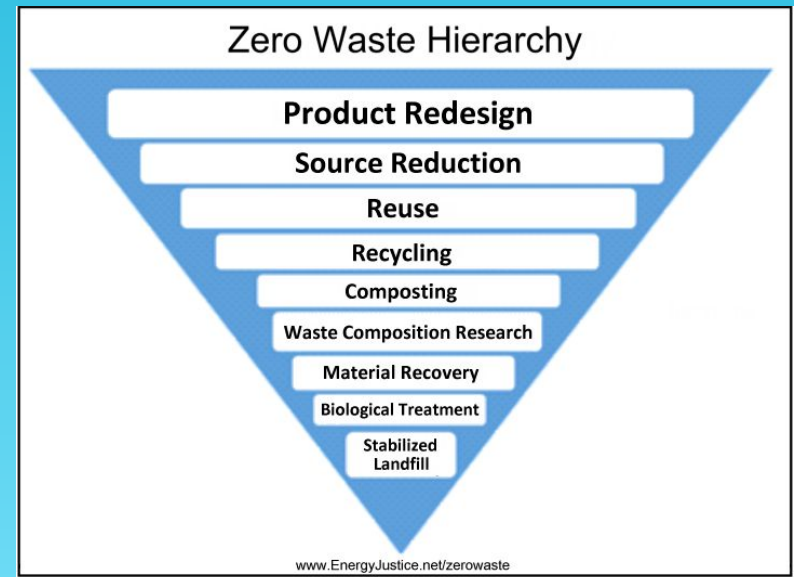 Zero Waste Hierarchy
Product Redesign
Source Reduction
Reuse
Recycling
Composting
Waste Composition Research
Material Recovery
Biological Treatment
Stabilized
Landfill
www.EnergyJustice.net/zerowaste